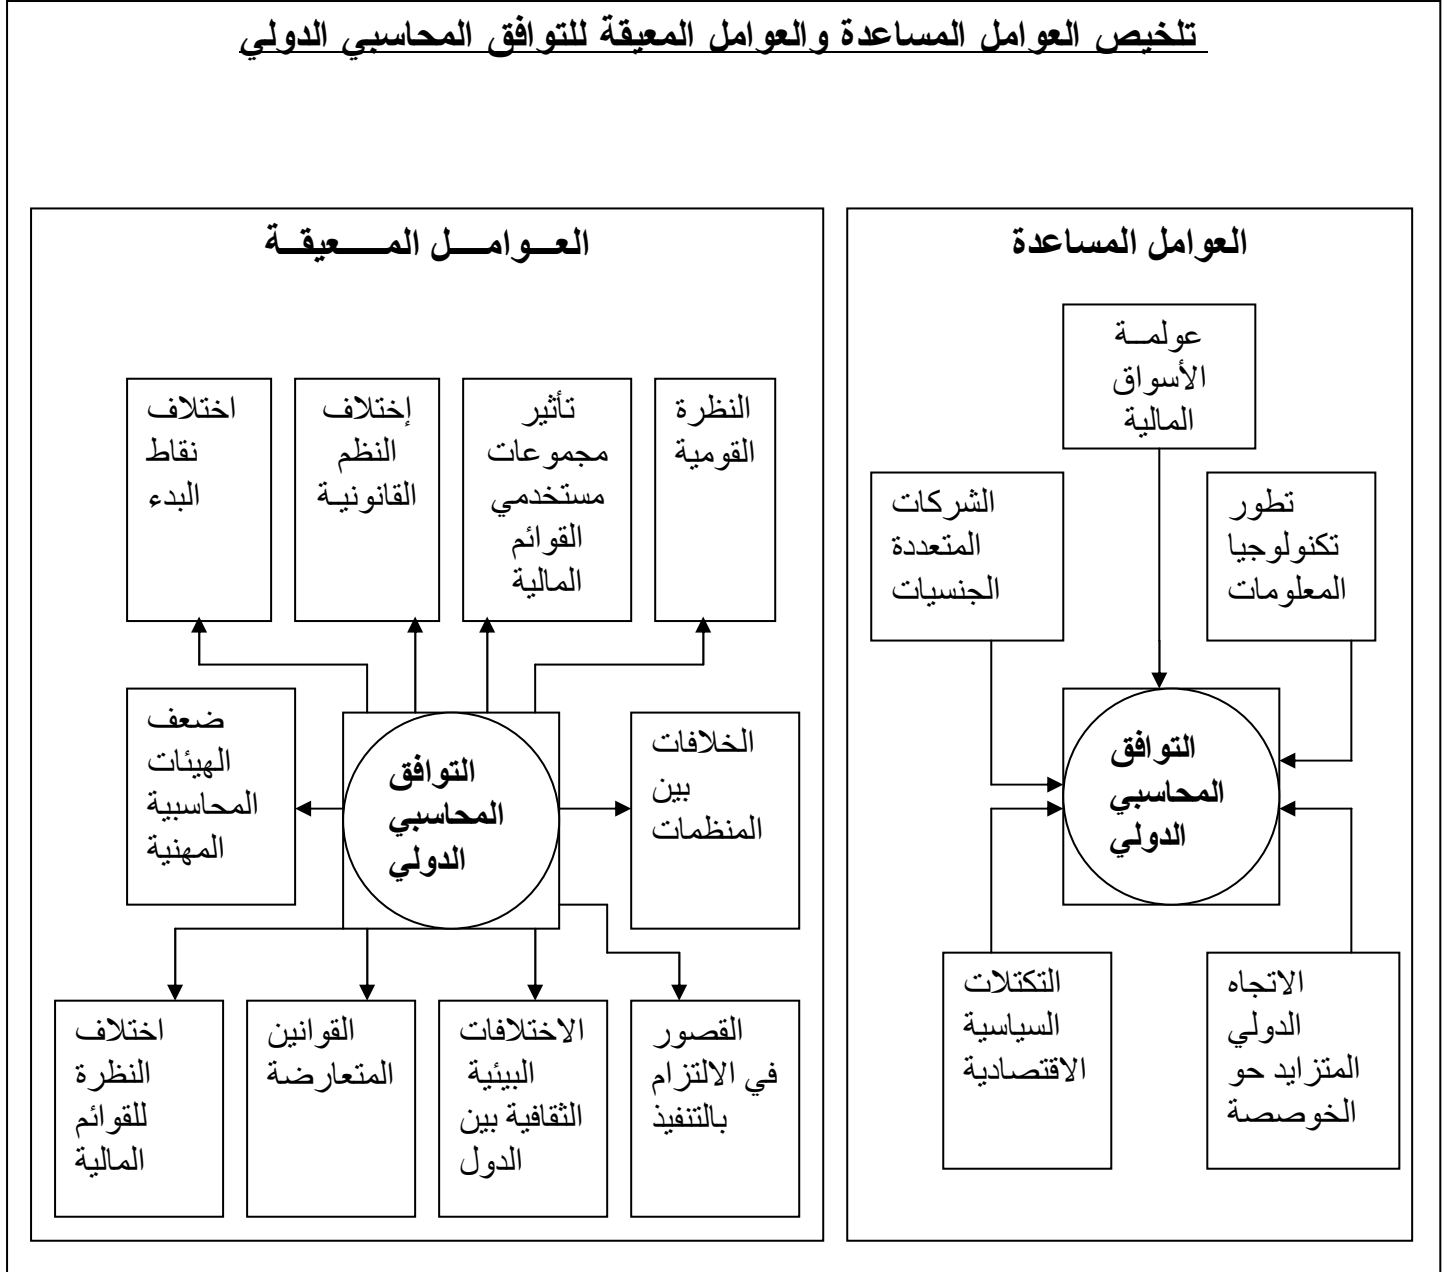 تلخيص العوامل المساعدة والعوامل المعيقة للتوافق المحاسبي الدولي
العوامل المساعدة
عولمــة
الأسواق
المالية
تطور
تكنولوجيا
المعلومات
الشركات
المتعددة
الجنسيات
التوافق
المحاسبي
الدولي
الاتجاه
الدولي
المتزايد حو
الخوصصة
التكتلات
السياسية
الاقتصادية
العــوامــــل المـــــعيقــة
النظرة
القومية
تأثير
مجموعات
مستخدمي
القوائم
المالية
إختلاف
النظم
القانونيـة
اختلاف
نقاط
البدء
الخلافات
بين
المنظمات
التوافق
المحاسبي
الدولي
ضعف
الهيئات
المحاسبية
المهنية
القصور
في الالتزام
بالتنفيذ
الاختلافات
البيئية
الثقافية بين
الدول
القوانين
المتعارضة
اختلاف
النظرة
للقوائم
المالية